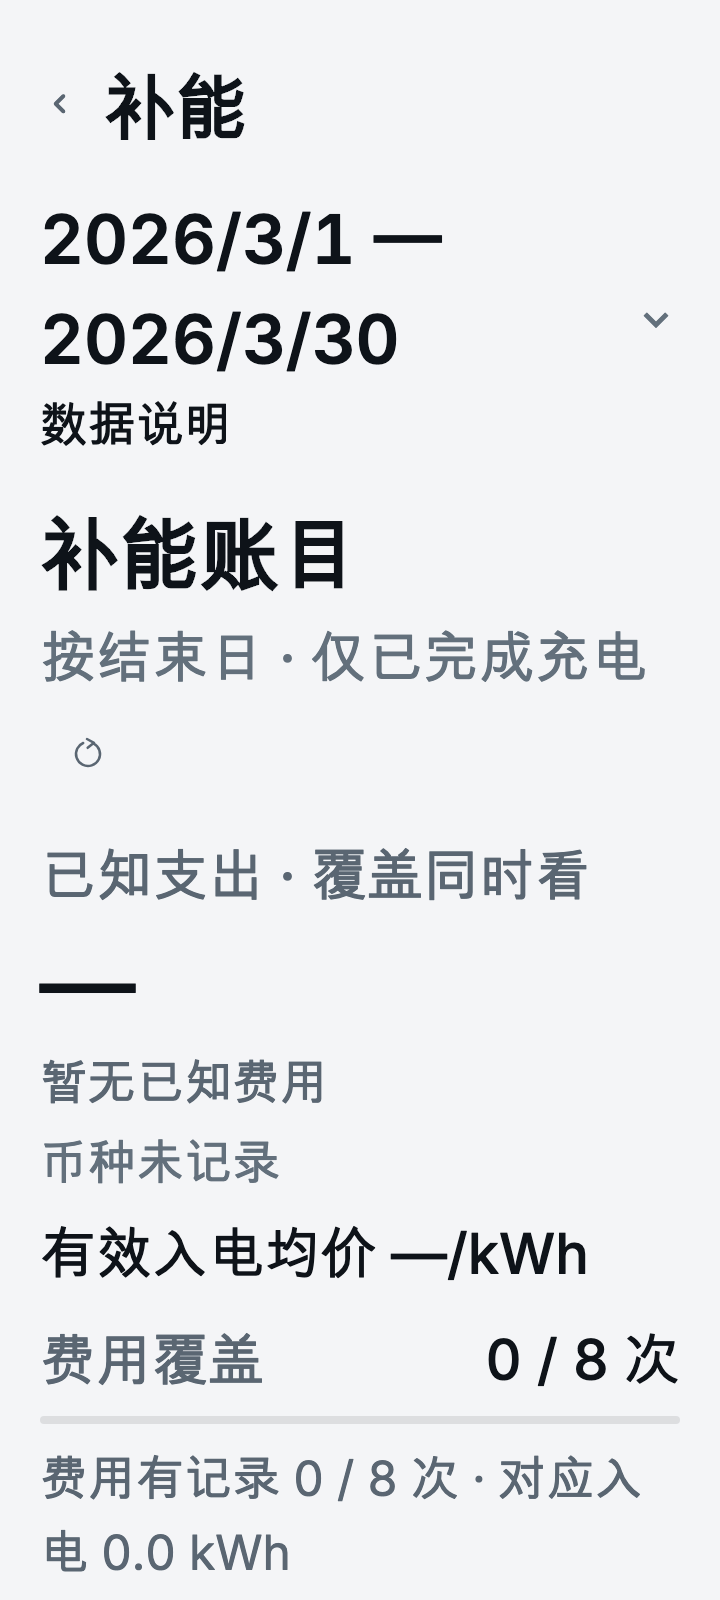 补能
2026/3/1 —
2026/3/30
数据说明
补能账目
按结束日 · 仅已完成充电
已知支出 · 覆盖同时看
—
暂无已知费用
币种未记录
有效入电均价 —/kWh
费用覆盖 0 / 8 次
费用有记录 0 / 8 次 · 对应入
电 0.0 kWh